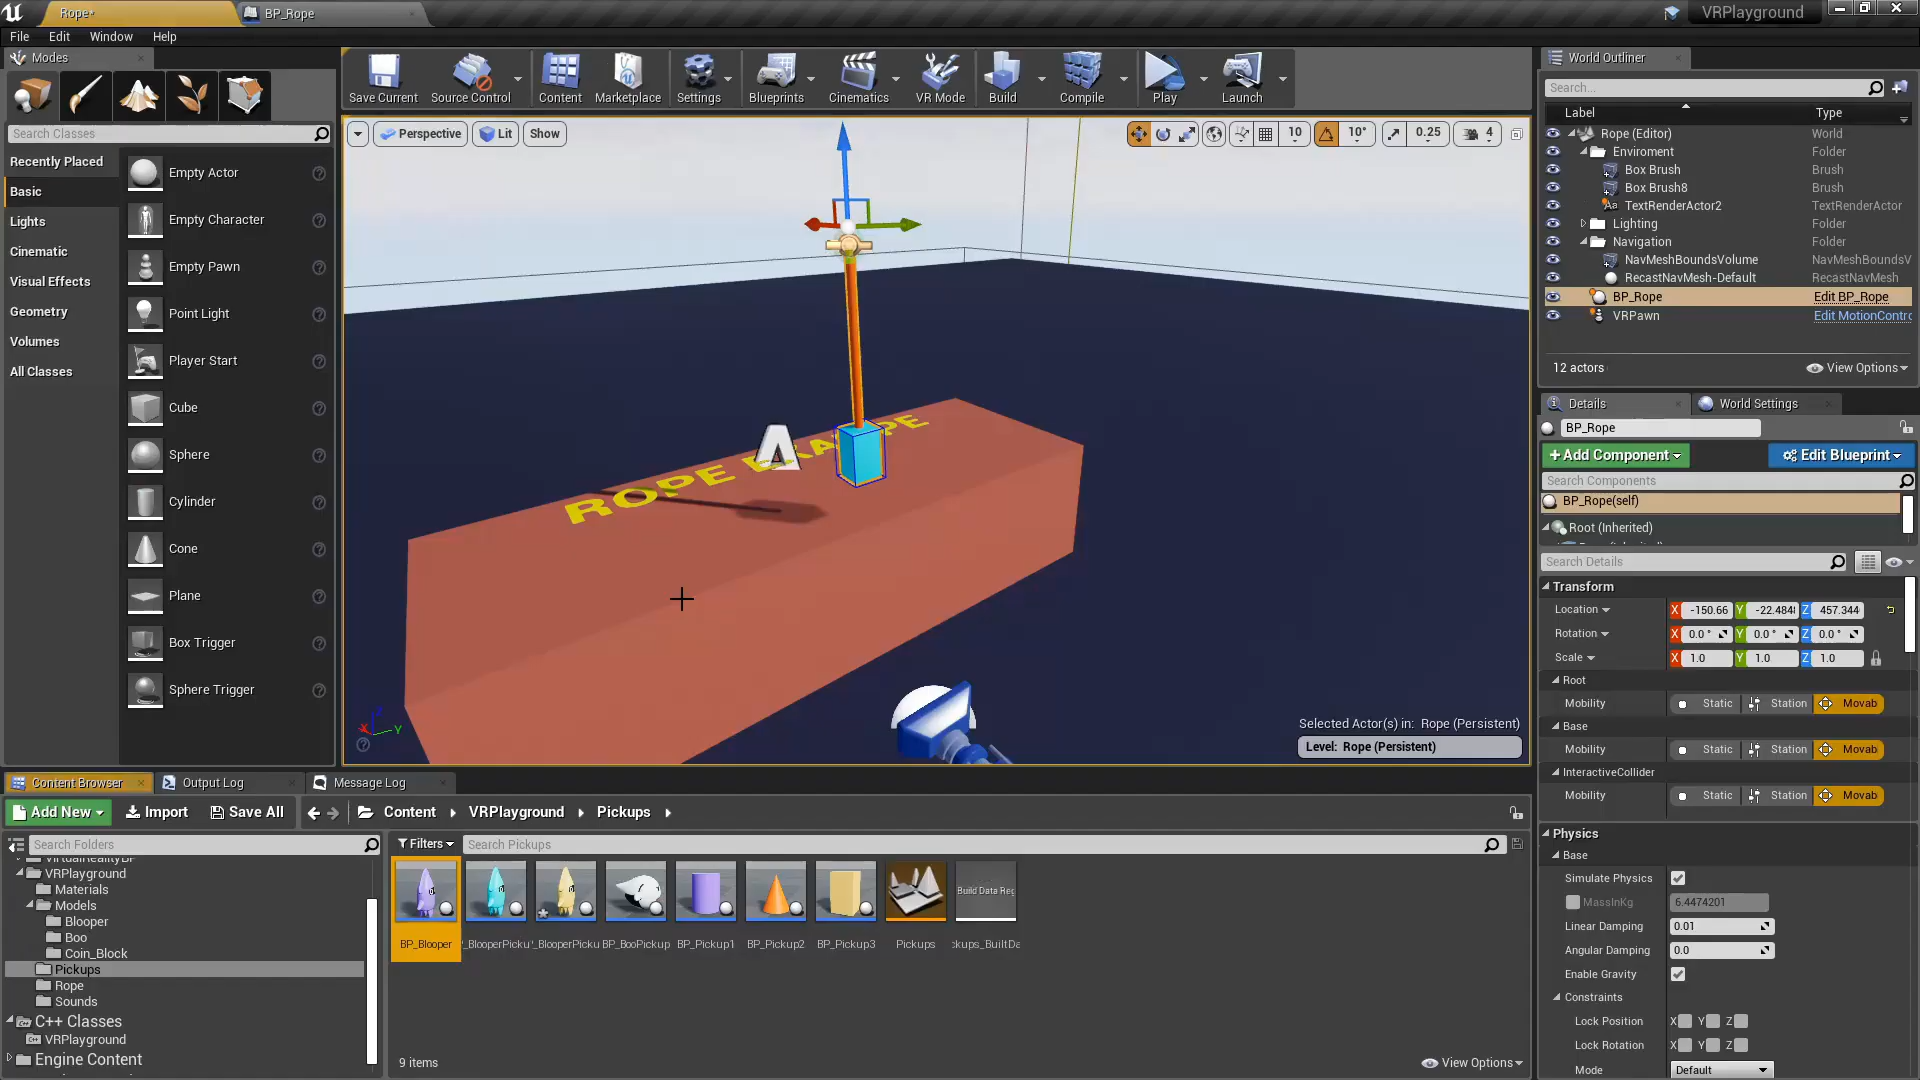 Rope*
BP_Rope
VRPlayground
File Edit Window Help
Modes
Search Classes
Recently Placed
Basic
Lights
Cinematic
Visual Effects
Geometry
Volumes
All Classes
Empty Actor
Empty Character
Empty Pawn
Point Light
Player Start
Cube
Sphere
Cylinder
Cone
Plane
Box Trigger
Sphere Trigger
Save Current Source Control Content Marketplace Settings Blueprints Cinematics VR Mode Build Compile Play Launch
Perspective Lit Show
10 10° 0.25 4
ROPE
Selected Actor(s) in: Rope (Persistent)
Level: Rope (Persistent)
World Outliner
Search...
Label Type
Rope (Editor) World
Enviroment Folder
Box Brush Brush
Box Brush8 Brush
TextRenderActor2 TextRenderActor
Lighting Folder
Navigation Folder
NavMeshBoundsVolume NavMeshBoundsV
RecastNavMesh-Default RecastNavMesh
BP_Rope Edit BP_Rope
VRPawn Edit MotionContro
12 actors View Options
Details World Settings
BP_Rope
+Add Component Edit Blueprint
Search Components
BP_Rope(self)
Root (Inherited)
Search Details
Transform
Location X -150.66 Y -22.484 Z 457.344
Rotation X 0.0° Y 0.0° Z 0.0°
Scale X 1.0 Y 1.0 Z 1.0
Root
Mobility Static Station Movab
Base
Mobility Static Station Movab
InteractiveCollider
Mobility Static Station Movab
Physics
Base
Simulate Physics
MassInKg 6.4474201
Linear Damping 0.01
Angular Damping 0.0
Enable Gravity
Constraints
Lock Position X Y Z
Lock Rotation X Y Z
Mode Default
Content Browser Output Log Message Log
Add New Import Save All Content VRPlayground Pickups
Search Folders
VirtualRealityBP
VRPlayground
Materials
Models
Blooper
Boo
Coin_Block
Pickups
Rope
Sounds
C++ Classes
VRPlayground
Engine Content
Filters Search Pickups
Build Data Reg
BP_Blooper _BlooperPicku _BlooperPicku BP_BooPickup BP_Pickup1 BP_Pickup2 BP_Pickup3 Pickups ckups_BuiltDa
9 items View Options